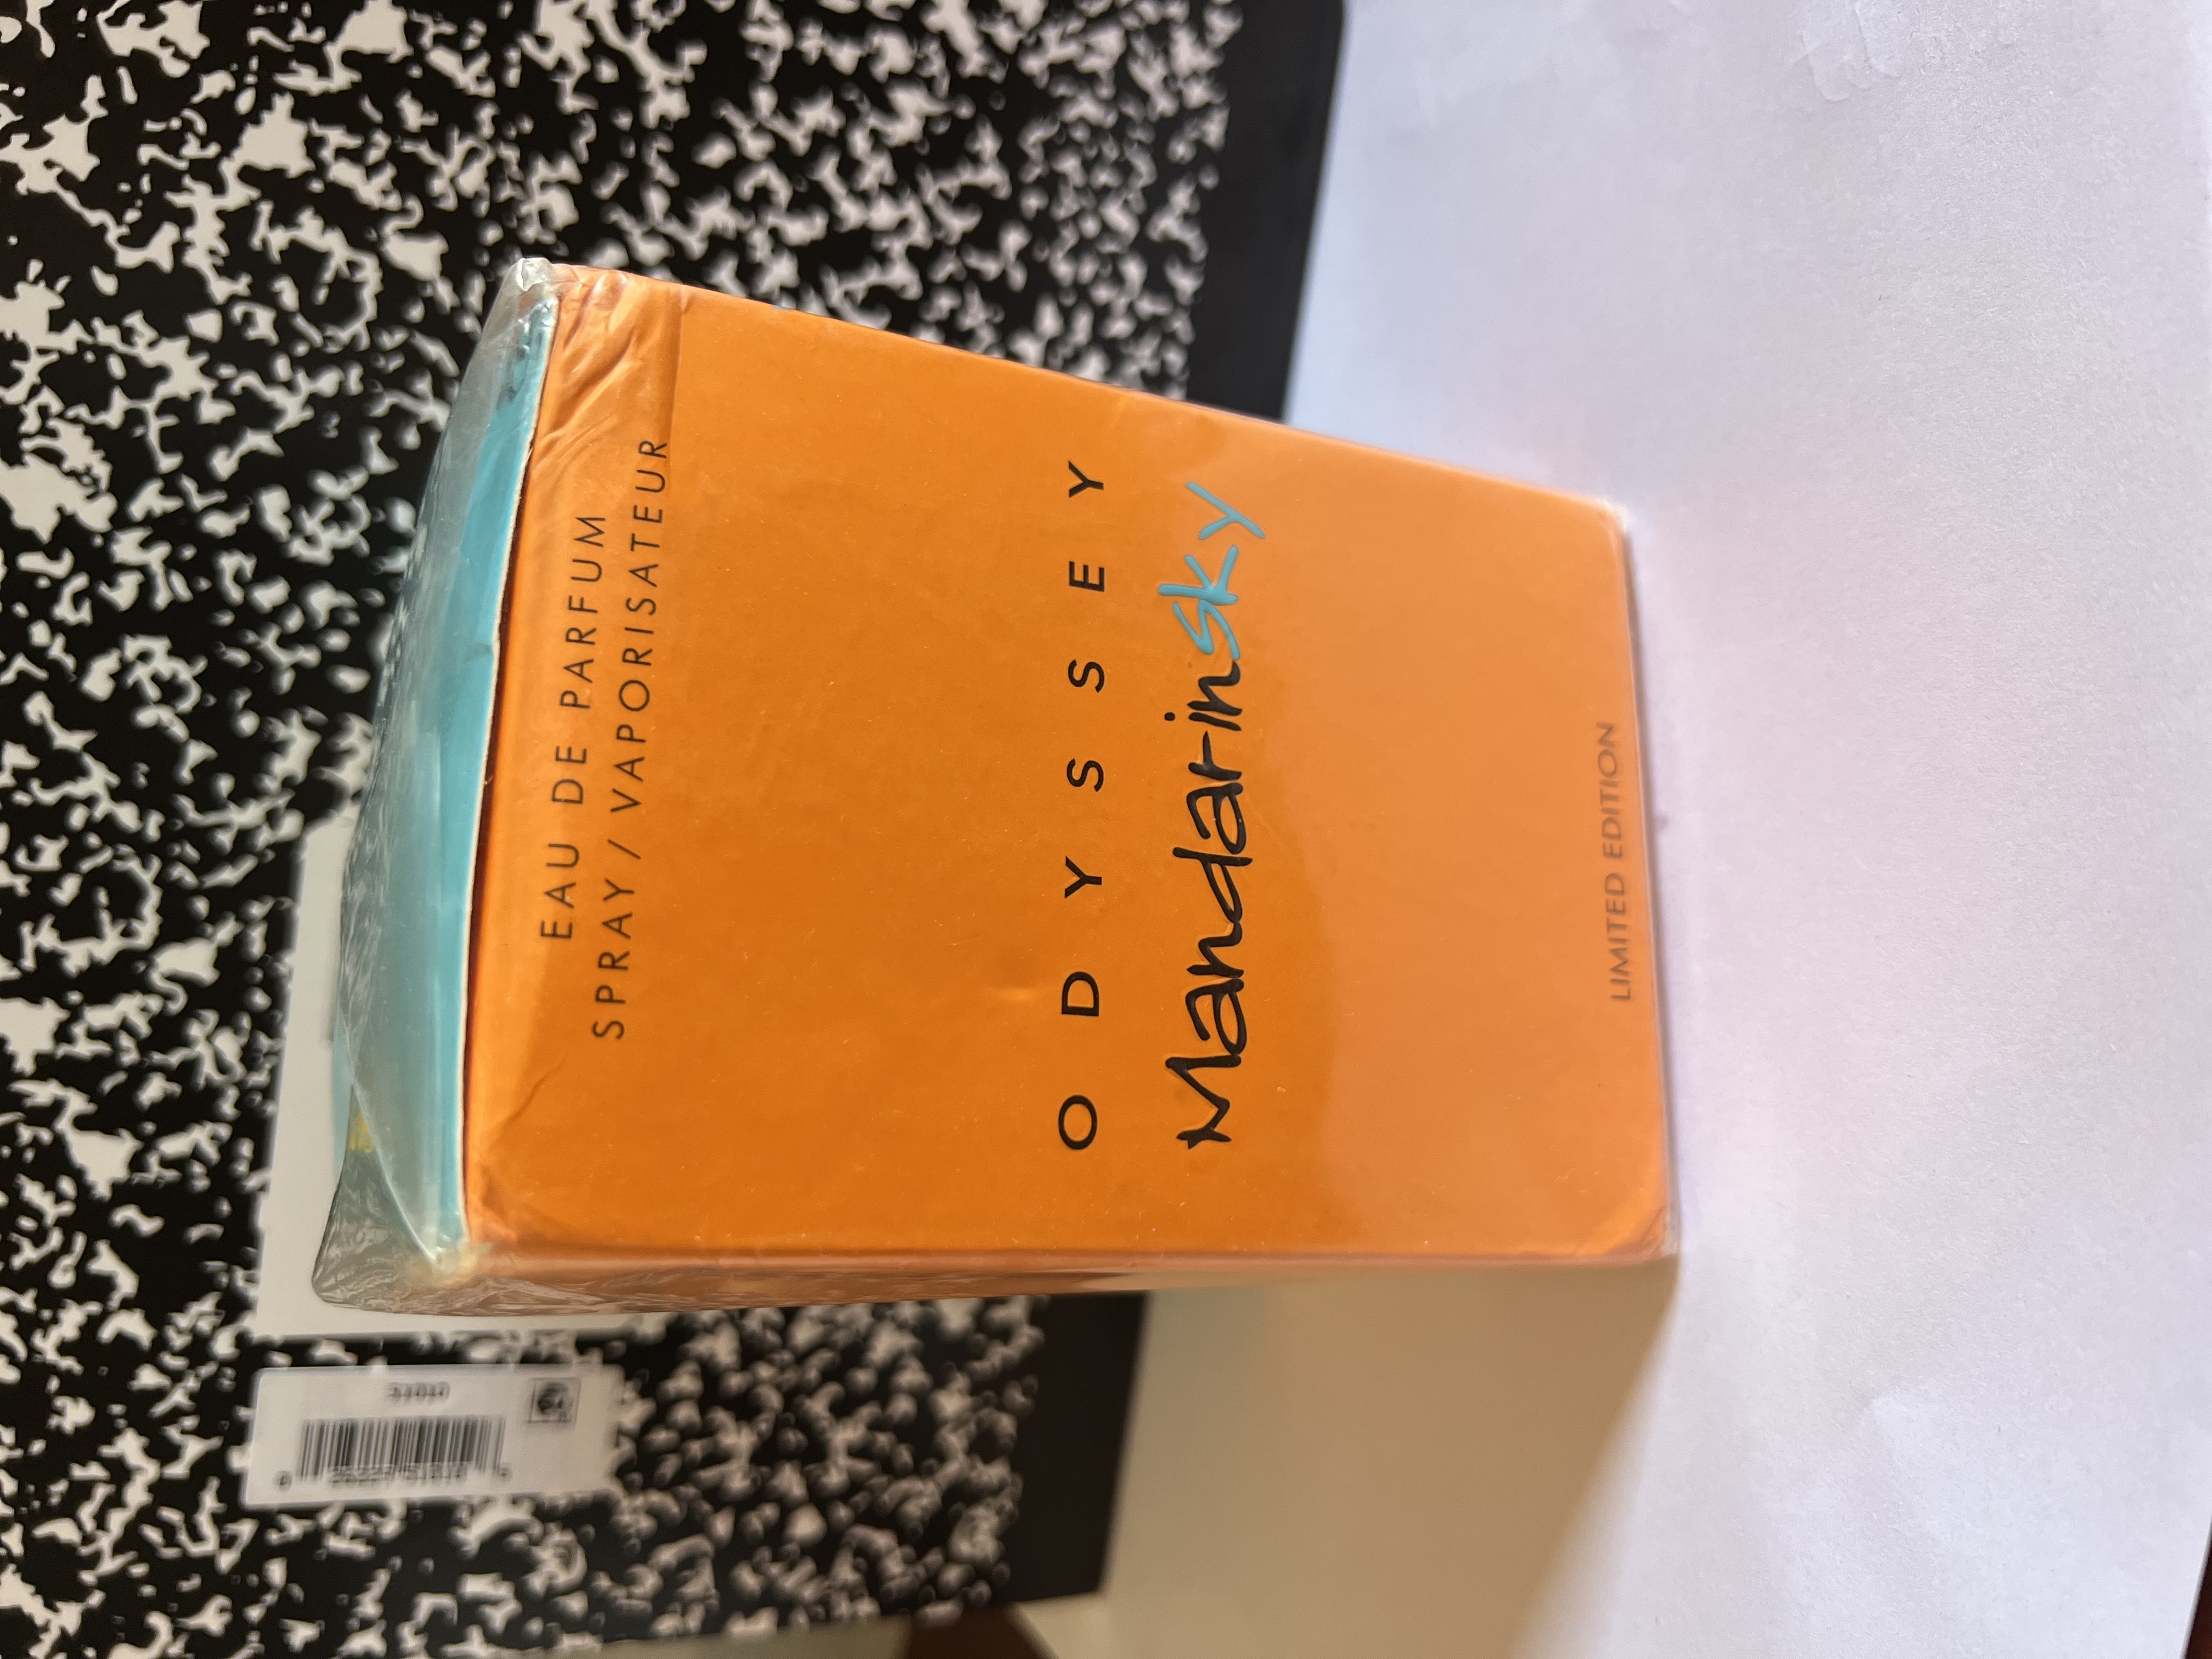 EAU DE PARFUM
SPRAY / VAPORISATEUR
ODYSSEY
Mandarinsky
LIMITED EDITION